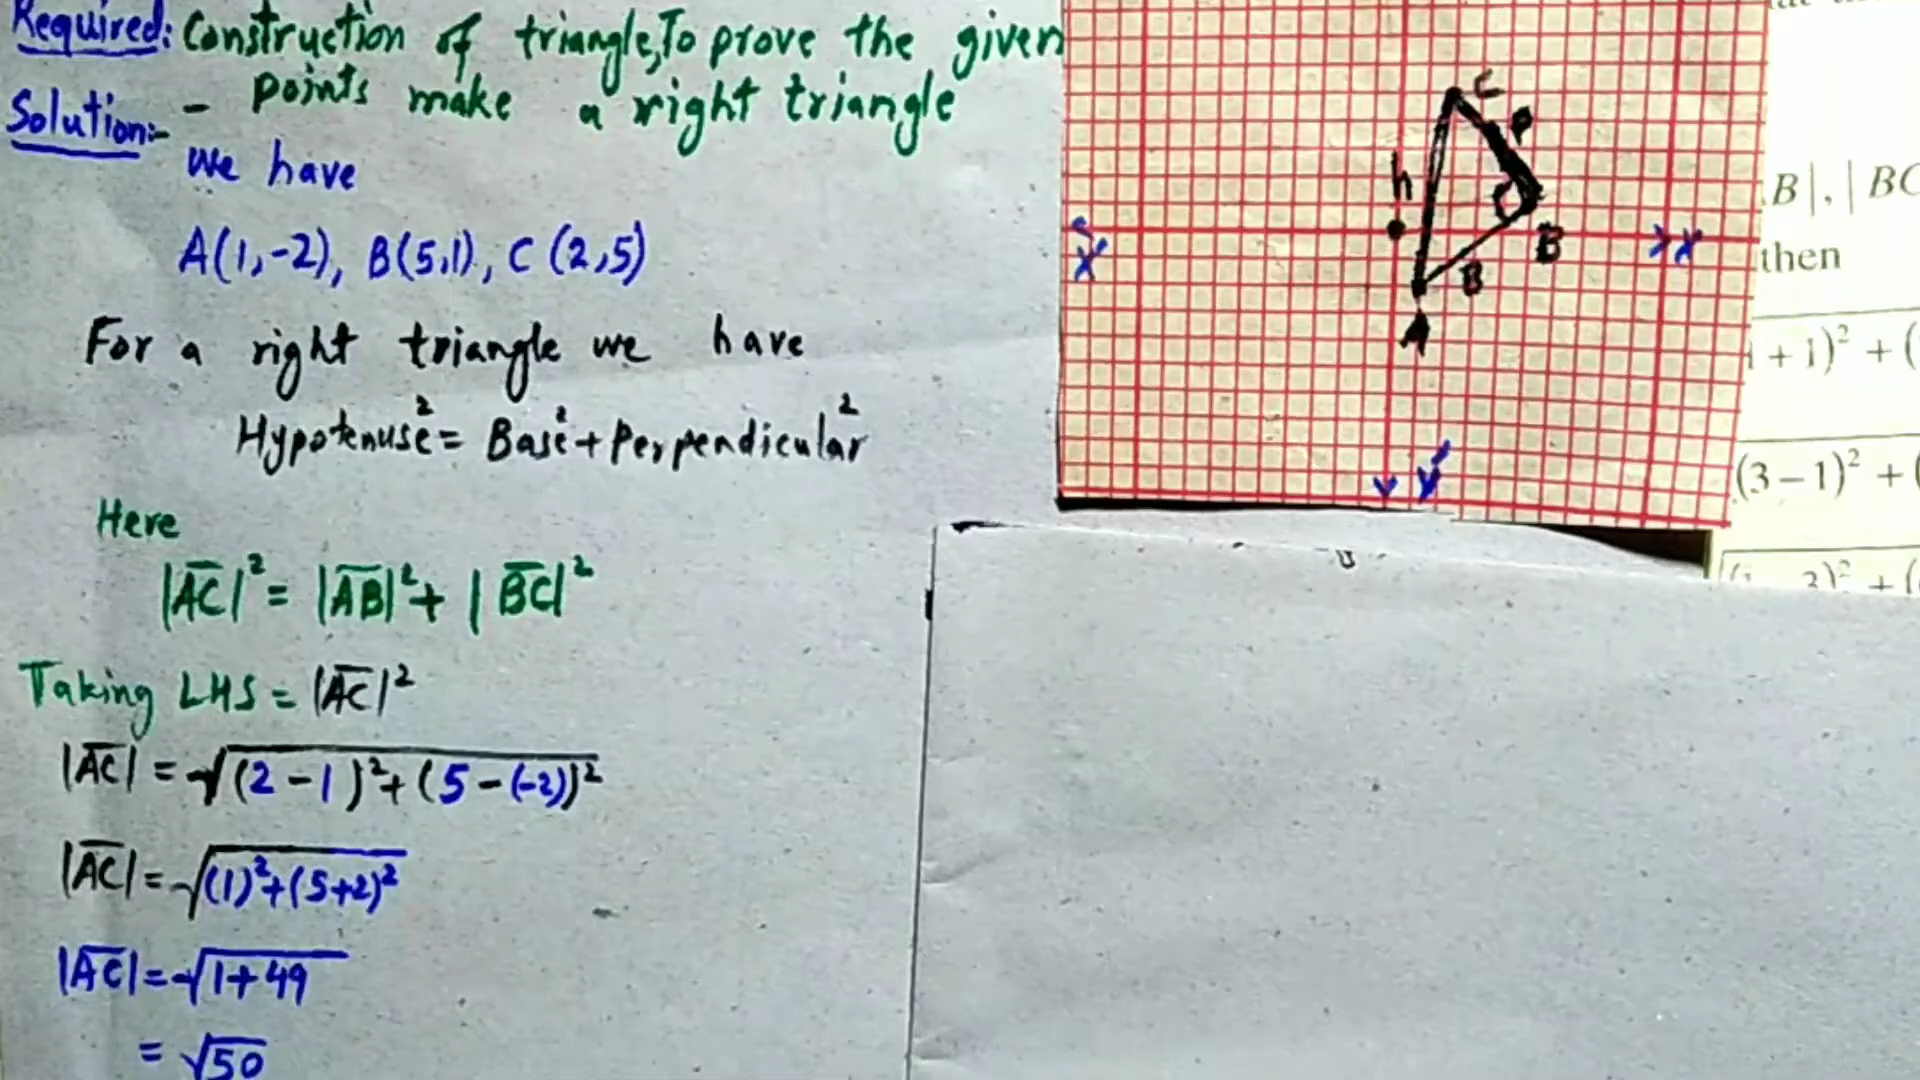 Required: Construction of triangle, To prove the given
- points make a right triangle
Solution:-
we have
A(1,-2), B(5,1), C(2,5)
For a right triangle we have
Hypotenuse² = Base² + Perpendicular²
Here
|AC|² = |AB|² + |BC|²
Taking LHS = |AC|²
|AC| = √(2-1)²+(5-(-2))²
|AC| = √(1)²+(5+2)²
|AC| = √1+49
= √50
C
P
h
B
B
A
X'
X
Y'
B|, |BC
then
+1)² + (
(3-1)² + (